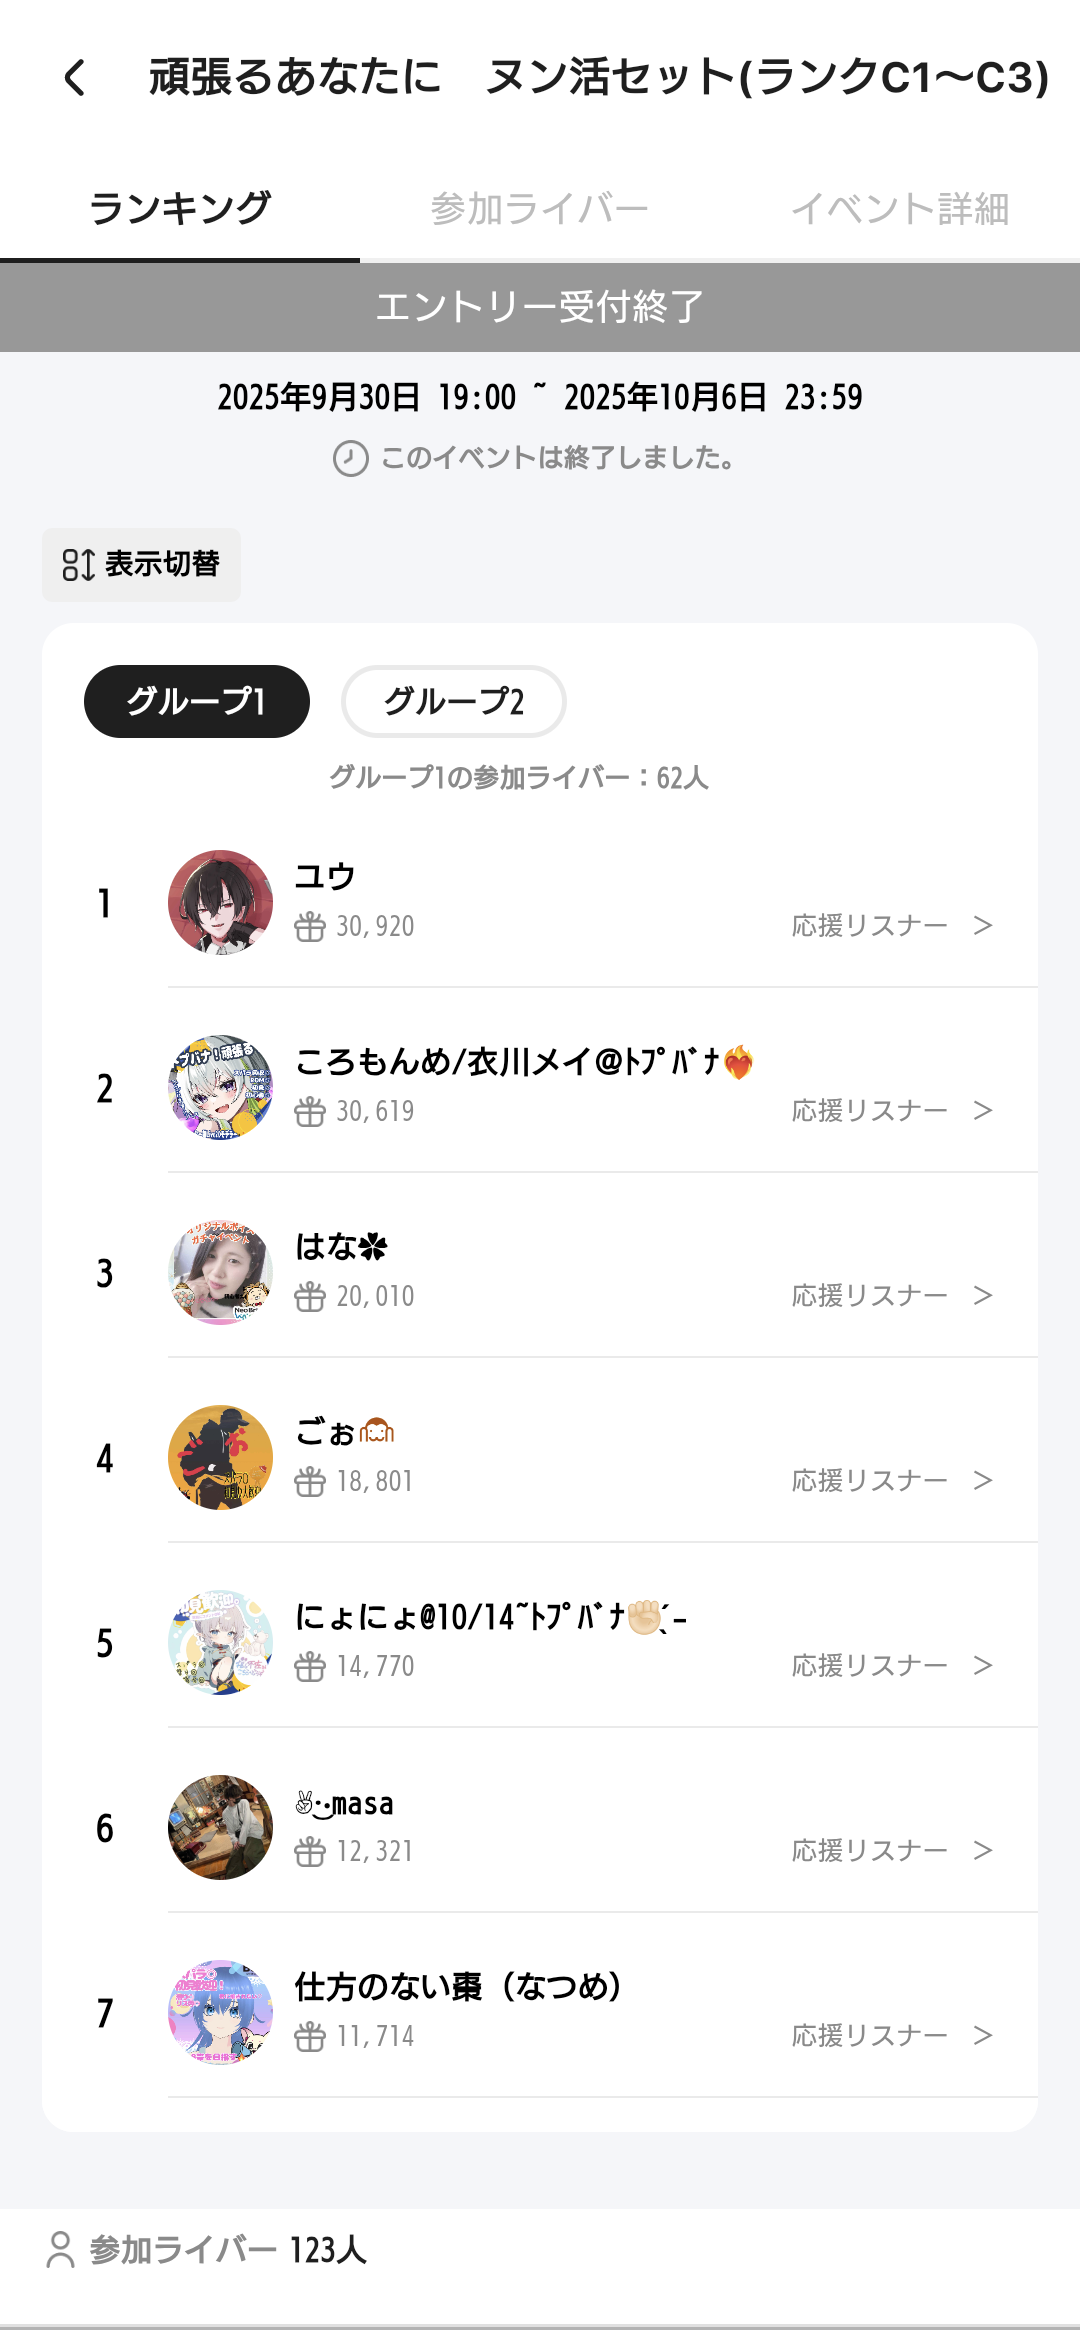 頑張るあなたに　ヌン活セット(ランクC1〜C3)
ランキング 参加ライバー イベント詳細
エントリー受付終了
2025年9月30日 19:00 ~ 2025年10月6日 23:59
このイベントは終了しました。
表示切替
グループ1 グループ2
グループ1の参加ライバー：62人
1 ユウ
30,920 応援リスナー >
2 ころもんめ/衣川メイ@ﾄﾌﾟﾊﾞﾅ❤️‍🔥
30,619 応援リスナー >
3 はな✿
20,010 応援リスナー >
4 ごぉ
18,801 応援リスナー >
5 にょにょ@10/14~ﾄﾌﾟﾊﾞﾅ✊🏻 ̖́-
14,770 応援リスナー >
6 ✌︎·͜·masa
12,321 応援リスナー >
7 仕方のない棗（なつめ）
11,714 応援リスナー >
参加ライバー 123人